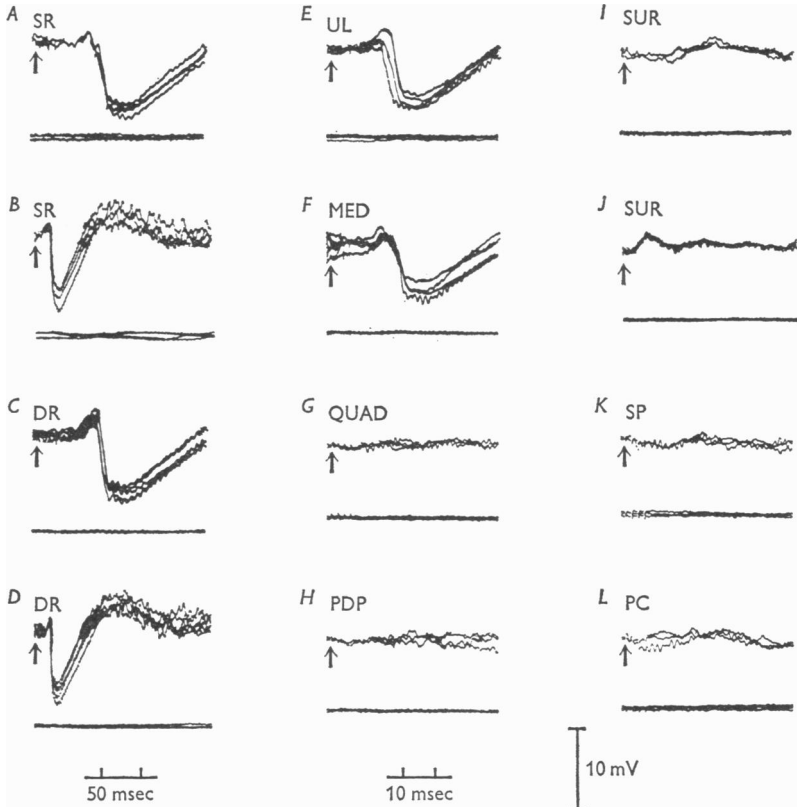 A SR
E UL
I SUR
B SR
F MED
J SUR
C DR
G QUAD
K SP
D DR
H PDP
L PC
50 msec
10 msec
10 mV